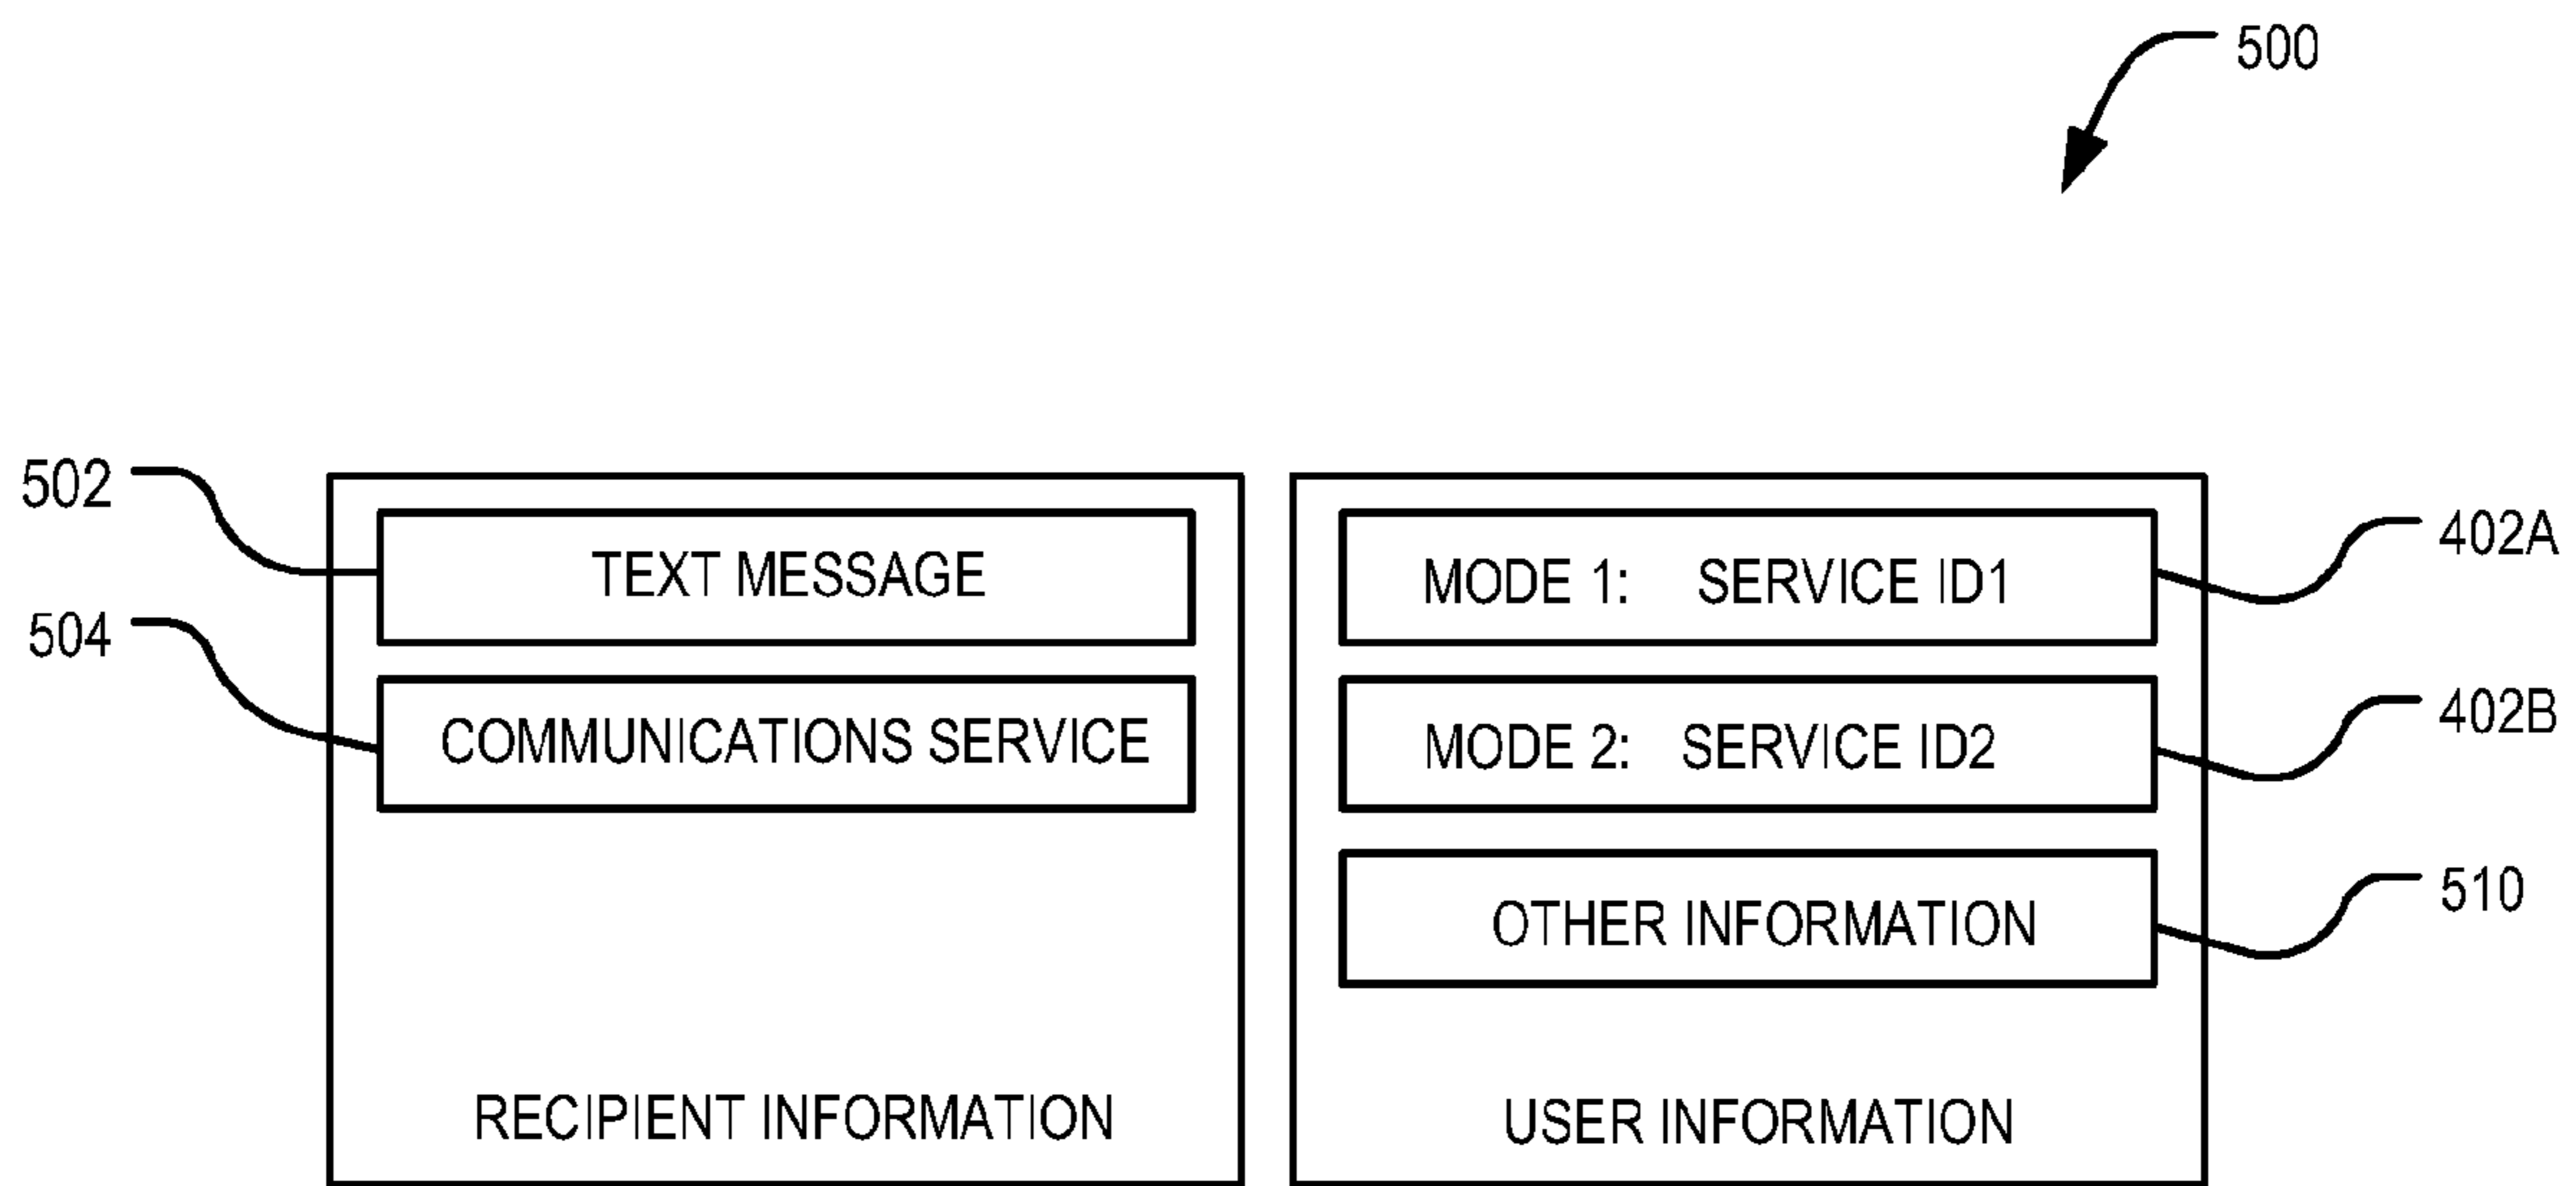 500
502
TEXT MESSAGE
504
COMMUNICATIONS SERVICE
RECIPIENT INFORMATION
MODE 1: SERVICE ID1
402A
MODE 2: SERVICE ID2
402B
OTHER INFORMATION
510
USER INFORMATION